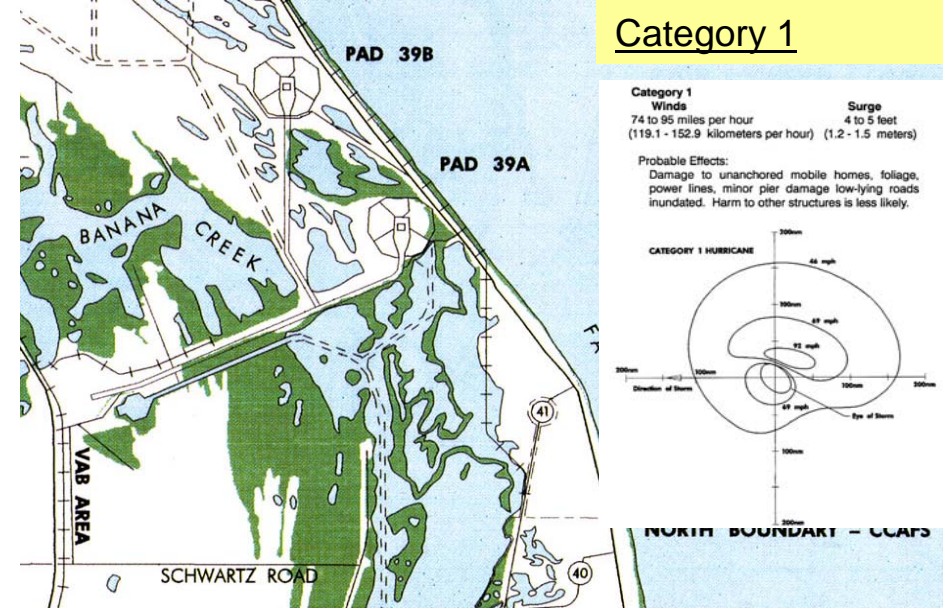 Category 1
PAD 39B
PAD 39A
BANANA
CREEK
VAB AREA
SCHWARTZ ROAD
41
40
NORTH BOUNDARY – CCAFS
Category 1
Winds Surge
74 to 95 miles per hour 4 to 5 feet
(119.1 - 152.9 kilometers per hour) (1.2 - 1.5 meters)
Probable Effects:
Damage to unanchored mobile homes, foliage,
power lines, minor pier damage low-lying roads
inundated. Harm to other structures is less likely.
CATEGORY 1 HURRICANE
200nm
46 mph
100nm
69 mph
92 mph
200nm
100nm
100nm
200nm
Direction of Storm
69 mph
Eye of Storm
100nm
200nm